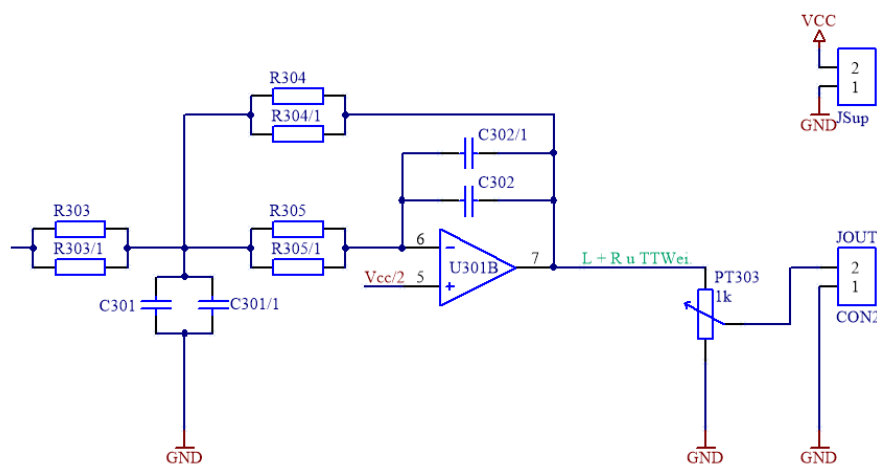 VCC
2
1
GND
JSup
R304
R304/1
C302/1
C302
R303
R303/1
R305
R305/1
6
5
U301B
7
Vcc/2
L + R u TTWei.
C301
C301/1
PT303
1k
JOUT
2
1
CON2
GND
GND
GND